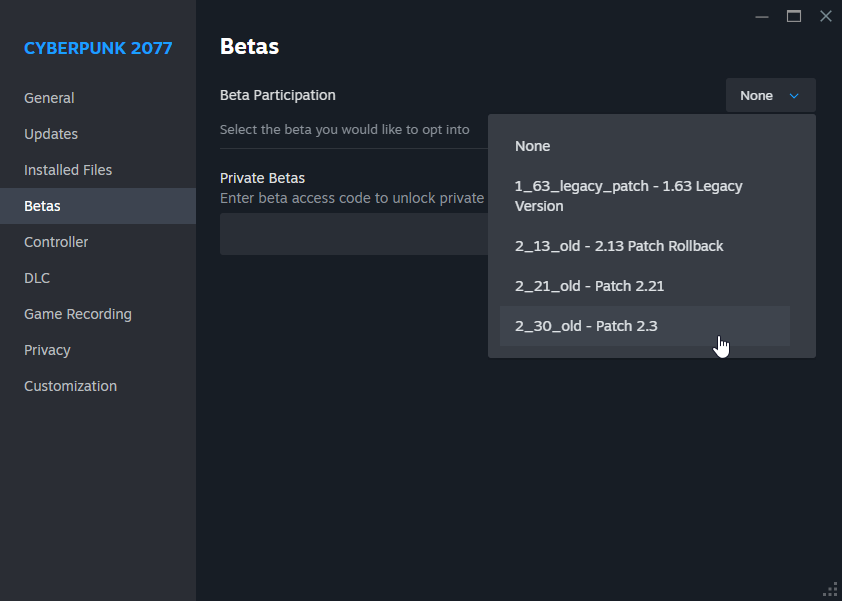 CYBERPUNK 2077
General
Updates
Installed Files
Betas
Controller
DLC
Game Recording
Privacy
Customization
Betas
Beta Participation
None
Select the beta you would like to opt into
Private Betas
Enter beta access code to unlock private
None
1_63_legacy_patch - 1.63 Legacy
Version
2_13_old - 2.13 Patch Rollback
2_21_old - Patch 2.21
2_30_old - Patch 2.3